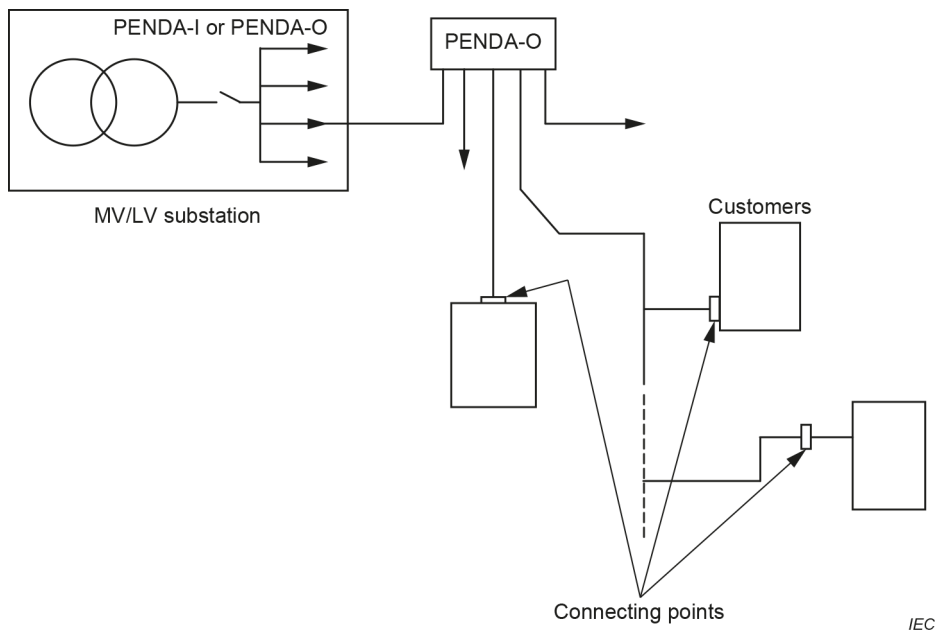 PENDA-I or PENDA-O
PENDA-O
MV/LV substation
Customers
Connecting points
IEC